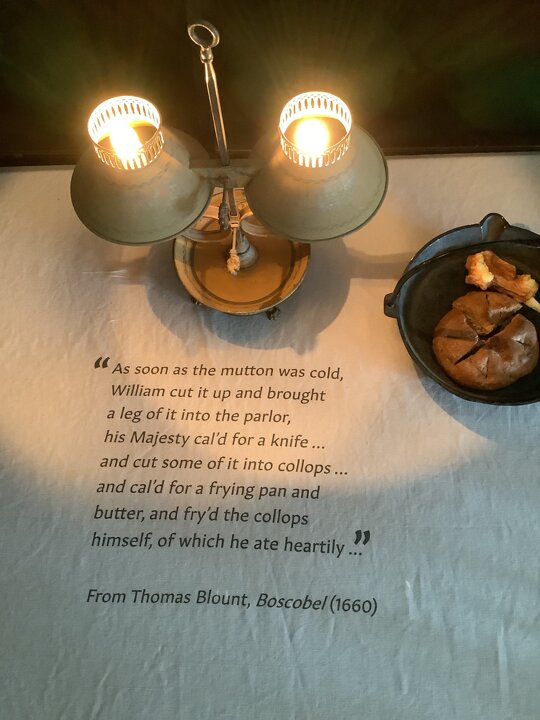 “ As soon as the mutton was cold,
William cut it up and brought
a leg of it into the parlor,
his Majesty cal’d for a knife ...
and cut some of it into collops ...
and cal’d for a frying pan and
butter, and fry’d the collops
himself, of which he ate heartily ... ”
From Thomas Blount, Boscobel (1660)